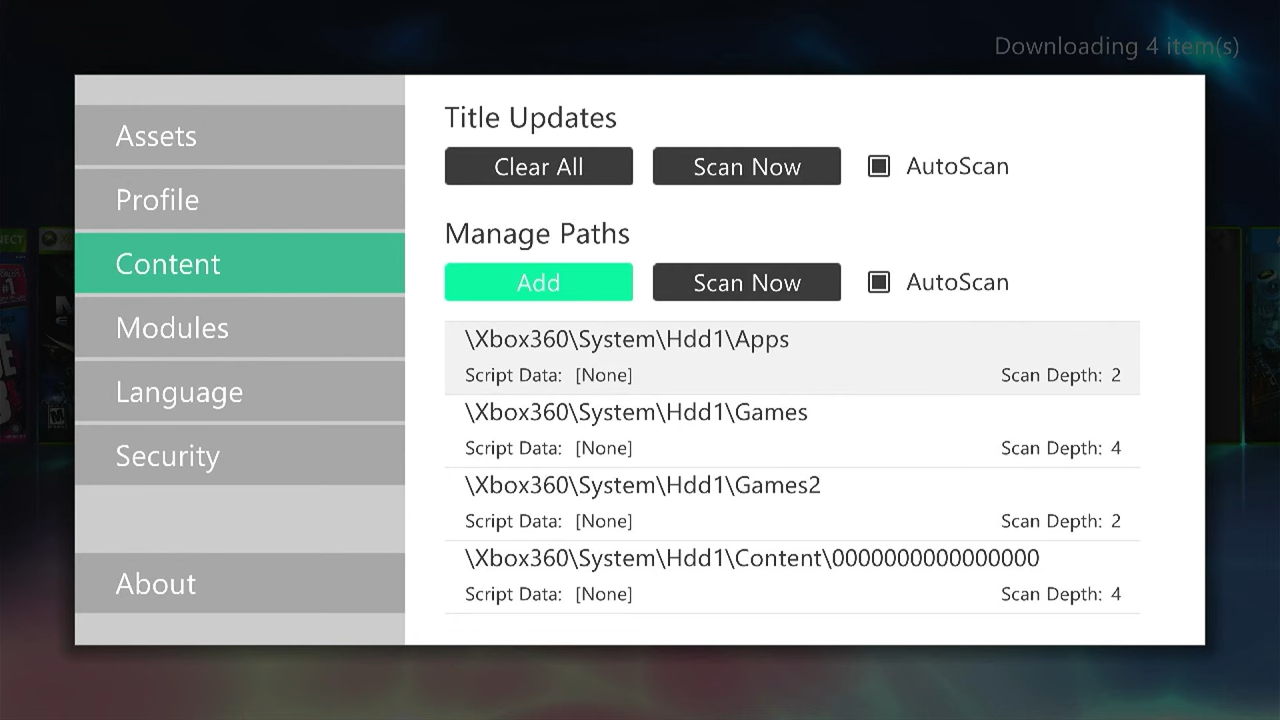 Downloading 4 item(s)
Assets
Profile
Content
Modules
Language
Security
About
Title Updates
Clear All
Scan Now
AutoScan
Manage Paths
Add
Scan Now
AutoScan
\Xbox360\System\Hdd1\Apps
Script Data: [None]
Scan Depth: 2
\Xbox360\System\Hdd1\Games
Script Data: [None]
Scan Depth: 4
\Xbox360\System\Hdd1\Games2
Script Data: [None]
Scan Depth: 2
\Xbox360\System\Hdd1\Content\0000000000000000
Script Data: [None]
Scan Depth: 4